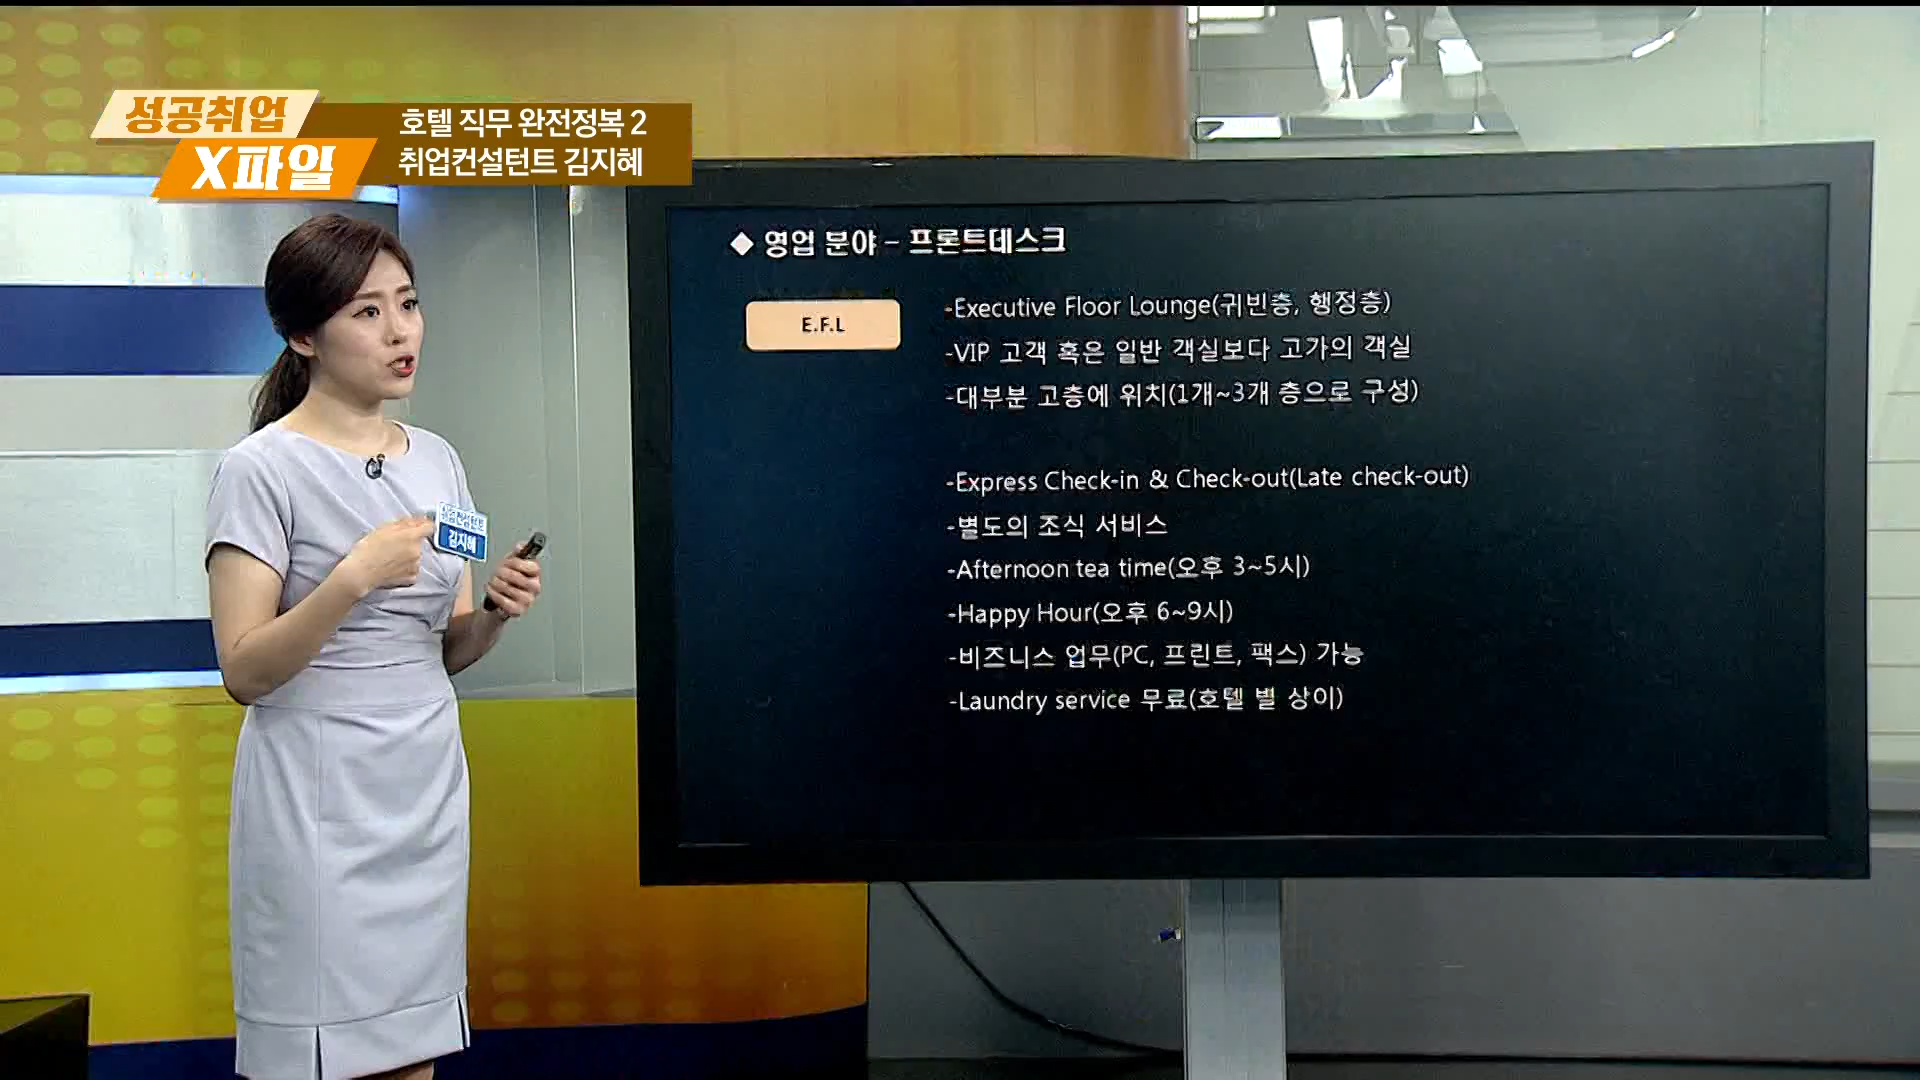 성공취업
X파일
호텔 직무 완전정복 2
취업컨설턴트 김지혜
◆ 영업 분야 - 프론트데스크
E.F.L
-Executive Floor Lounge(귀빈층, 행정층)
-VIP 고객 혹은 일반 객실보다 고가의 객실
-대부분 고층에 위치(1개~3개 층으로 구성)
-Express Check-in & Check-out(Late check-out)
-별도의 조식 서비스
-Afternoon tea time(오후 3~5시)
-Happy Hour(오후 6~9시)
-비즈니스 업무(PC, 프린트, 팩스) 가능
-Laundry service 무료(호텔 별 상이)
취업컨설턴트
김지혜